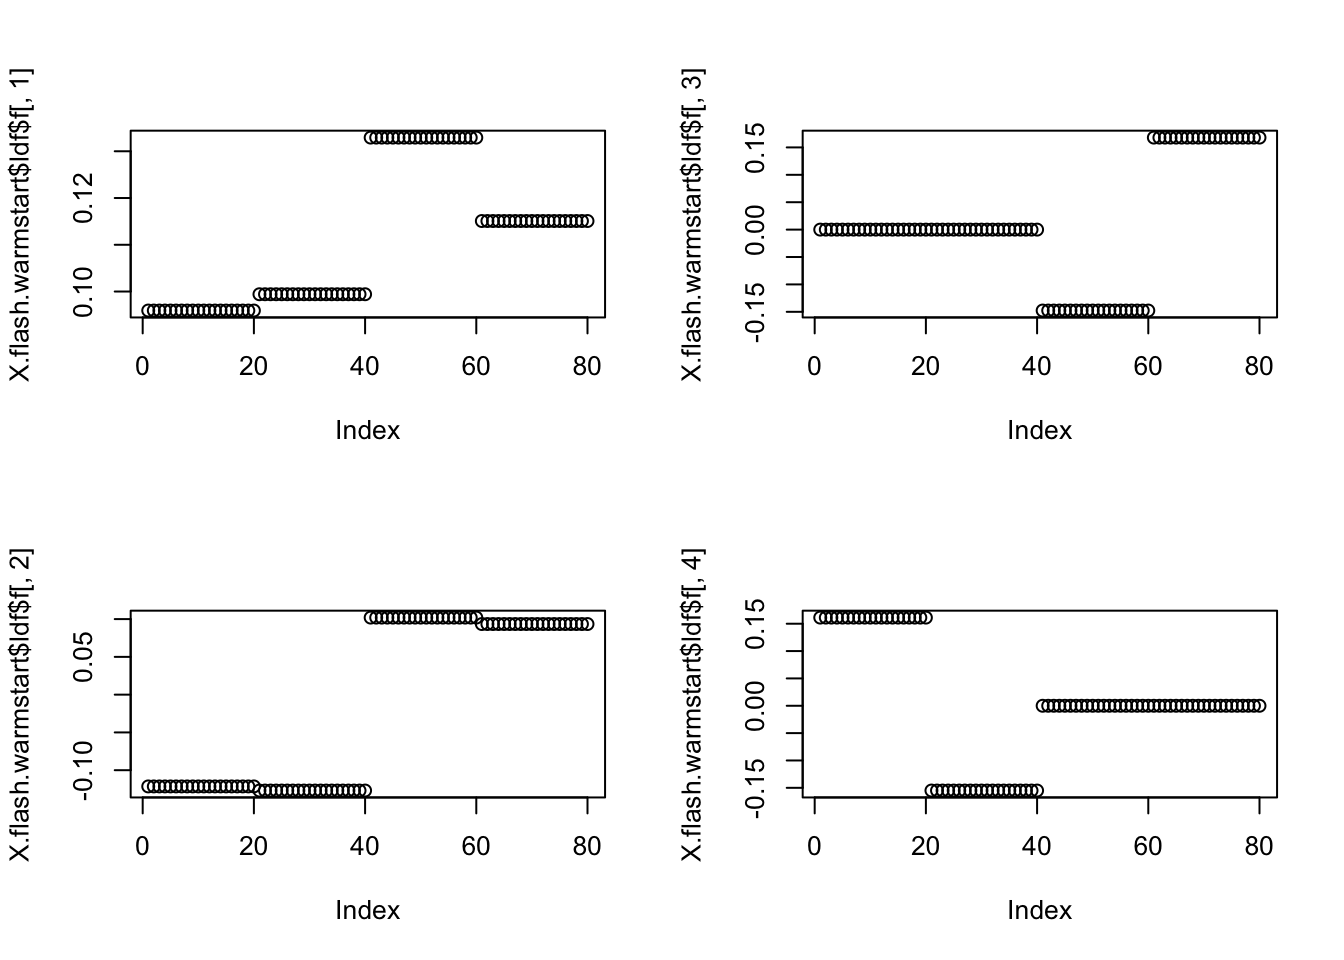 X.flash.warmstart$ldf$f[, 1]
0.10 0.12
0 20 40 60 80
Index
X.flash.warmstart$ldf$f[, 3]
-0.15 0.00 0.15
0 20 40 60 80
Index
X.flash.warmstart$ldf$f[, 2]
-0.10 0.05
0 20 40 60 80
Index
X.flash.warmstart$ldf$f[, 4]
-0.15 0.00 0.15
0 20 40 60 80
Index